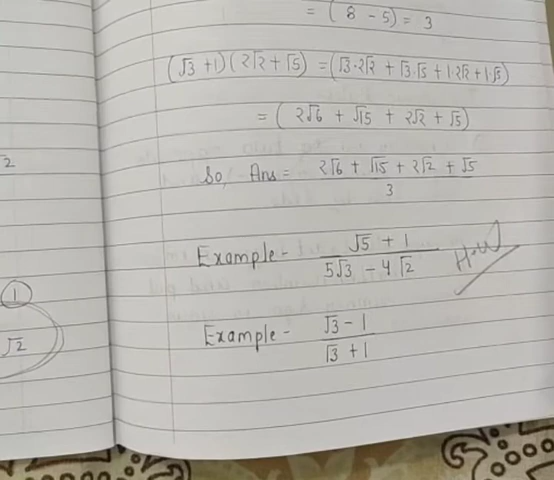 = (8 - 5) = 3
(√3 + 1) (2√2 + √5) = (√3·2√2 + √3·√5 + 1·2√2 + 1·√5)
= (2√6 + √15 + 2√2 + √5)
So, Ans = 2√6 + √15 + 2√2 + √5 / 3
Example - √5 + 1 / 5√3 - 4√2 H.W
Example - √3 - 1 / √3 + 1
2
1
√2